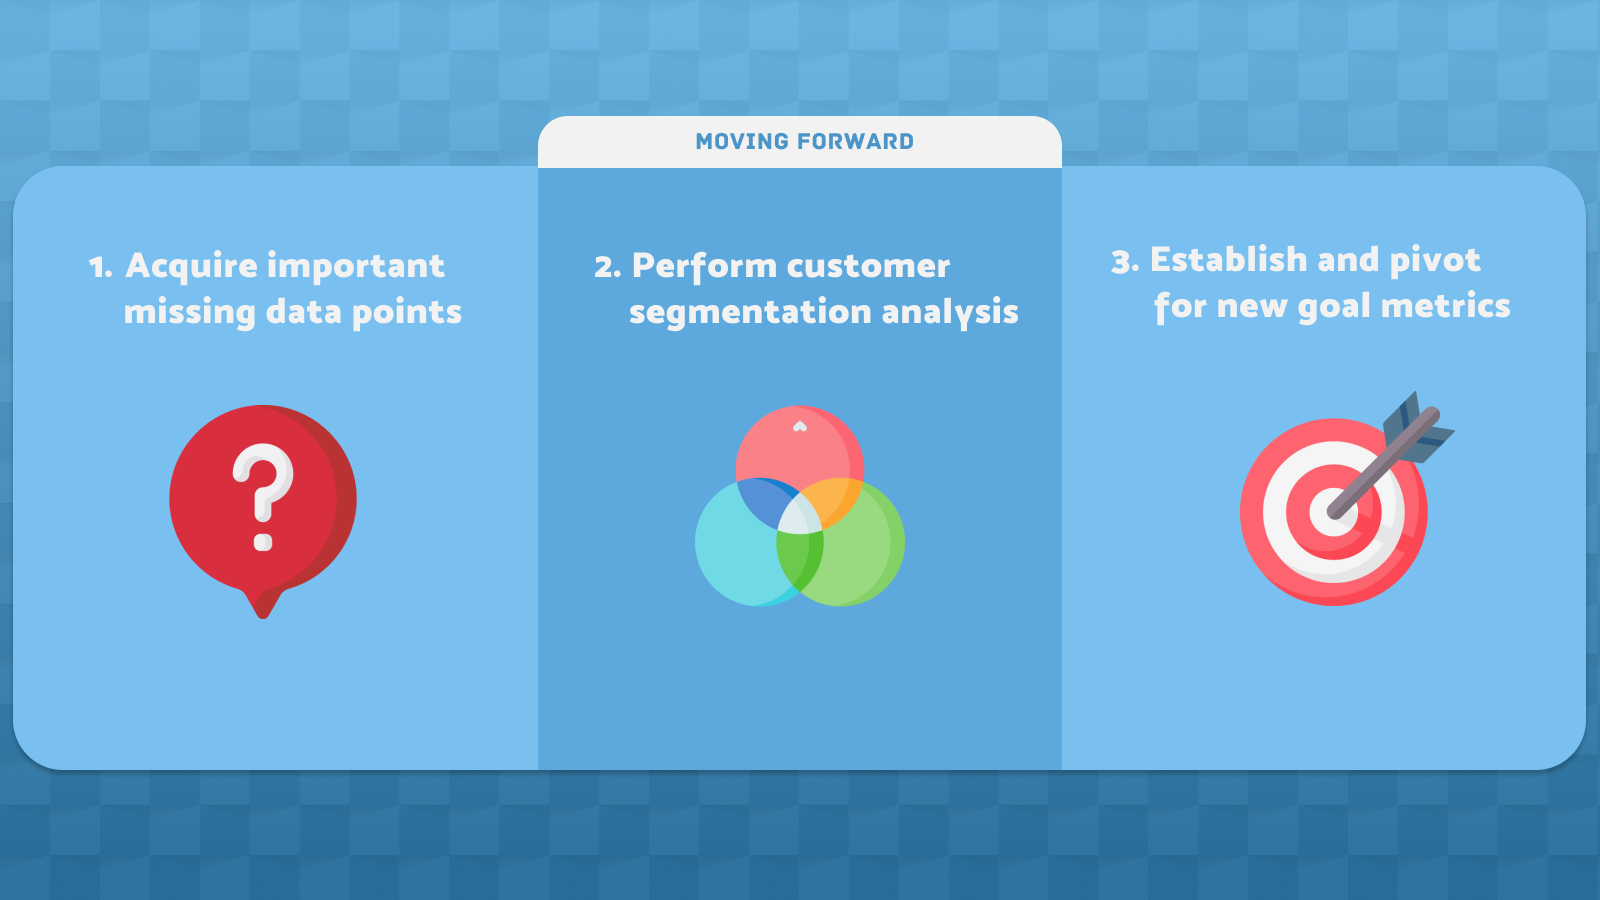 MOVING FORWARD
1. Acquire important
missing data points
2. Perform customer
segmentation analysis
3. Establish and pivot
for new goal metrics
?